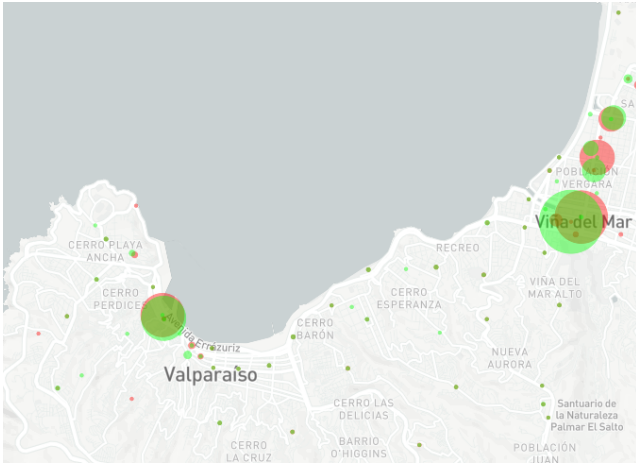 SA
POBLACIÓN
VERGARA
Viña del Mar
CERRO PLAYA
ANCHA
RECREO
VIÑA DEL
MAR ALTO
CERRO
PERDICES
CERRO
ESPERANZA
Avenida Errázuriz
CERRO
BARÓN
NUEVA
AURORA
Valparaíso
CERRO LAS
DELICIAS
Santuario de
la Naturaleza
Palmar El Salto
CERRO
LA CRUZ
BARRIO
O'HIGGINS
POBLACIÓN
JUAN